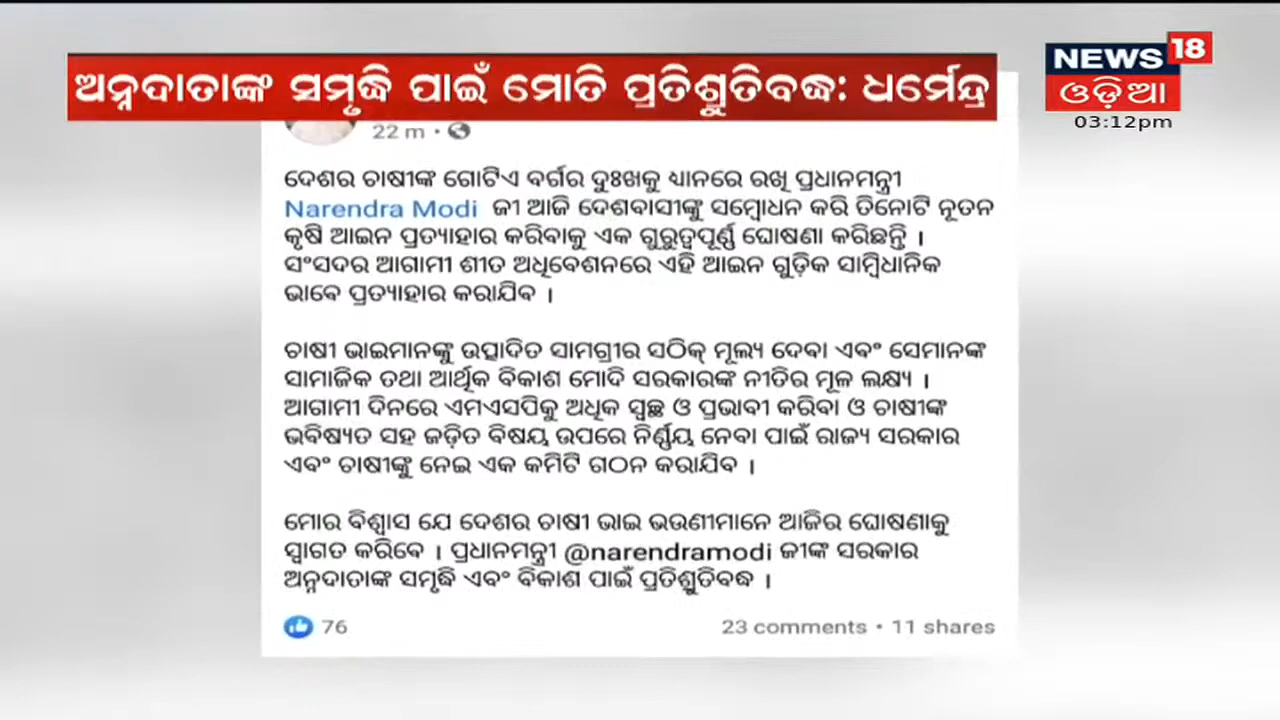 ଅନ୍ନଦାତାଙ୍କ ସମୃଦ୍ଧି ପାଇଁ ମୋଡି ପ୍ରତିଶ୍ରୁତିବଦ୍ଧ: ଧର୍ମେନ୍ଦ୍ର
NEWS 18
ଓଡ଼ିଆ
03:12pm
22 m
ଦେଶର ଚାଷୀଙ୍କ ଗୋଟିଏ ବର୍ଗର ଦୁଃଖକୁ ଧ୍ୟାନରେ ରଖି ପ୍ରଧାନମନ୍ତ୍ରୀ
Narendra Modi ଜୀ ଆଜି ଦେଶବାସୀଙ୍କୁ ସମ୍ବୋଧନ କରି ତିନୋଟି ନୂତନ
କୃଷି ଆଇନ ପ୍ରତ୍ୟାହାର କରିବାକୁ ଏକ ଗୁରୁତ୍ୱପୂର୍ଣ୍ଣ ଘୋଷଣା କରିଛନ୍ତି ।
ସଂସଦର ଆଗାମୀ ଶୀତ ଅଧିବେଶନରେ ଏହି ଆଇନ ଗୁଡ଼ିକ ସାମ୍ବିଧାନିକ
ଭାବେ ପ୍ରତ୍ୟାହାର କରାଯିବ ।
ଚାଷୀ ଭାଇମାନଙ୍କୁ ଉତ୍ପାଦିତ ସାମଗ୍ରୀର ସଠିକ୍ ମୂଲ୍ୟ ଦେବା ଏବଂ ସେମାନଙ୍କ
ସାମାଜିକ ତଥା ଆର୍ଥିକ ବିକାଶ ମୋଦି ସରକାରଙ୍କ ନୀତିର ମୂଳ ଲକ୍ଷ୍ୟ ।
ଆଗାମୀ ଦିନରେ ଏମଏସପିକୁ ଅଧିକ ସ୍ୱଚ୍ଛ ଓ ପ୍ରଭାବୀ କରିବା ଓ ଚାଷୀଙ୍କ
ଭବିଷ୍ୟତ ସହ ଜଡ଼ିତ ବିଷୟ ଉପରେ ନିର୍ଣ୍ଣୟ ନେବା ପାଇଁ ରାଜ୍ୟ ସରକାର
ଏବଂ ଚାଷୀଙ୍କୁ ନେଇ ଏକ କମିଟି ଗଠନ କରାଯିବ ।
ମୋର ବିଶ୍ୱାସ ଯେ ଦେଶର ଚାଷୀ ଭାଇ ଭଉଣୀମାନେ ଆଜିର ଘୋଷଣାକୁ
ସ୍ୱାଗତ କରିବେ । ପ୍ରଧାନମନ୍ତ୍ରୀ @narendramodi ଜୀଙ୍କ ସରକାର
ଅନ୍ନଦାତାଙ୍କ ସମୃଦ୍ଧି ଏବଂ ବିକାଶ ପାଇଁ ପ୍ରତିଶ୍ରୁତିବଦ୍ଧ ।
76
23 comments • 11 shares